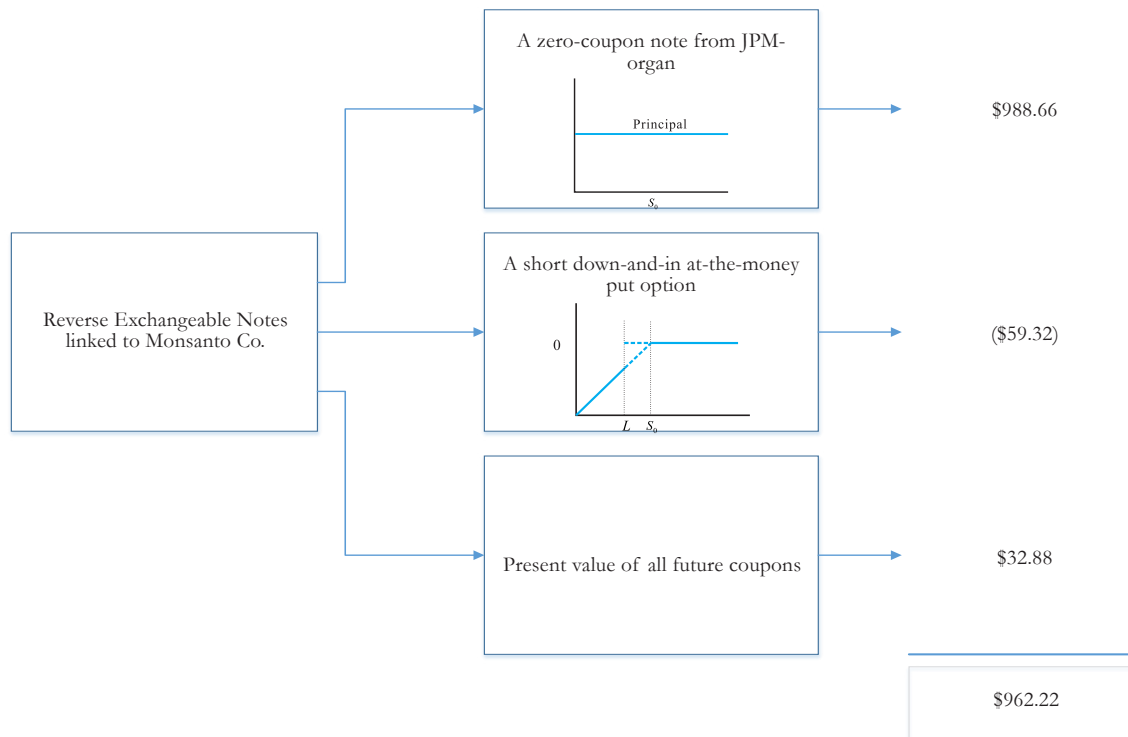 A zero-coupon note from JPM-
organ
Principal
S₀
$988.66
Reverse Exchangeable Notes
linked to Monsanto Co.
A short down-and-in at-the-money
put option
0
L S₀
($59.32)
Present value of all future coupons
$32.88
$962.22